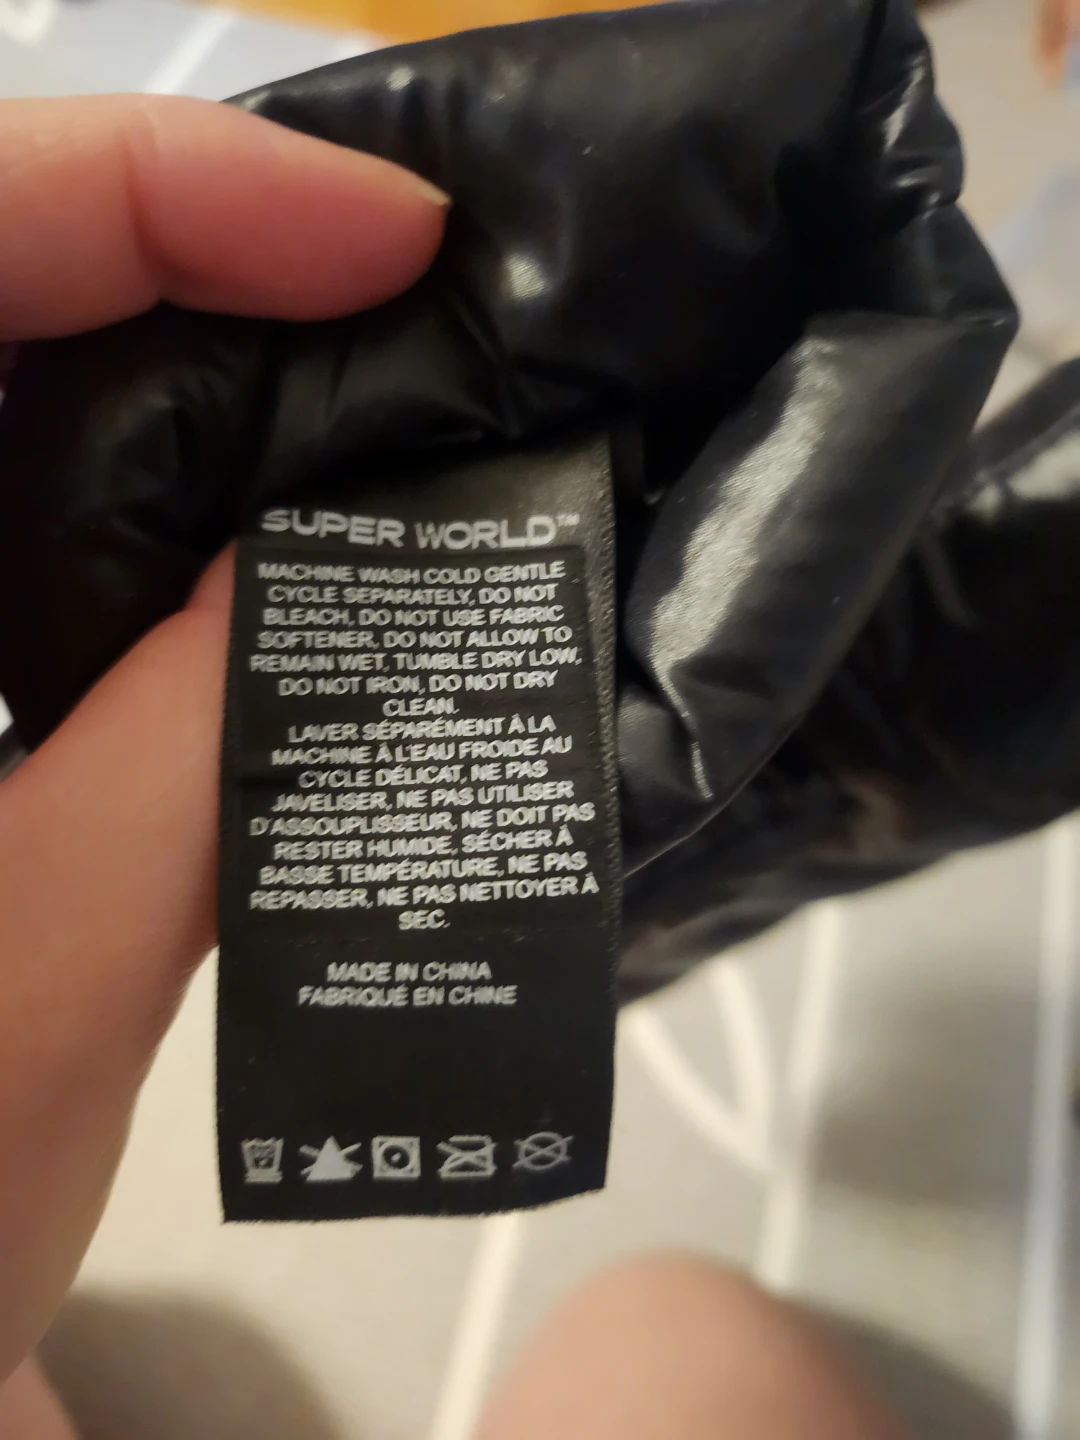 SUPER WORLD™
MACHINE WASH COLD GENTLE
CYCLE SEPARATELY, DO NOT
BLEACH, DO NOT USE FABRIC
SOFTENER, DO NOT ALLOW TO
REMAIN WET, TUMBLE DRY LOW,
DO NOT IRON, DO NOT DRY
CLEAN.
LAVER SÉPARÉMENT À LA
MACHINE À L'EAU FROIDE AU
CYCLE DÉLICAT, NE PAS
JAVELISER, NE PAS UTILISER
D'ASSOUPLISSEUR, NE DOIT PAS
RESTER HUMIDE, SÉCHER À
BASSE TEMPÉRATURE, NE PAS
REPASSER, NE PAS NETTOYER À
SEC.
MADE IN CHINA
FABRIQUÉ EN CHINE